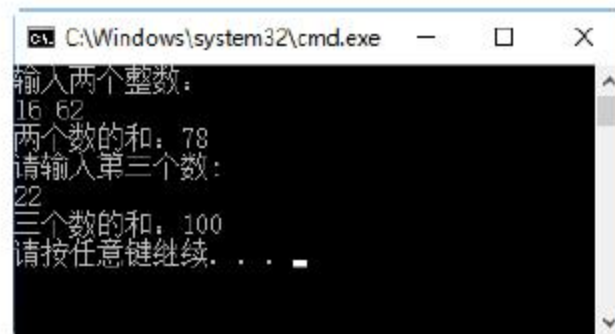 C:\Windows\system32\cmd.exe
输入两个整数:
16 62
两个数的和: 78
请输入第三个数:
22
三个数的和: 100
请按任意键继续. . .